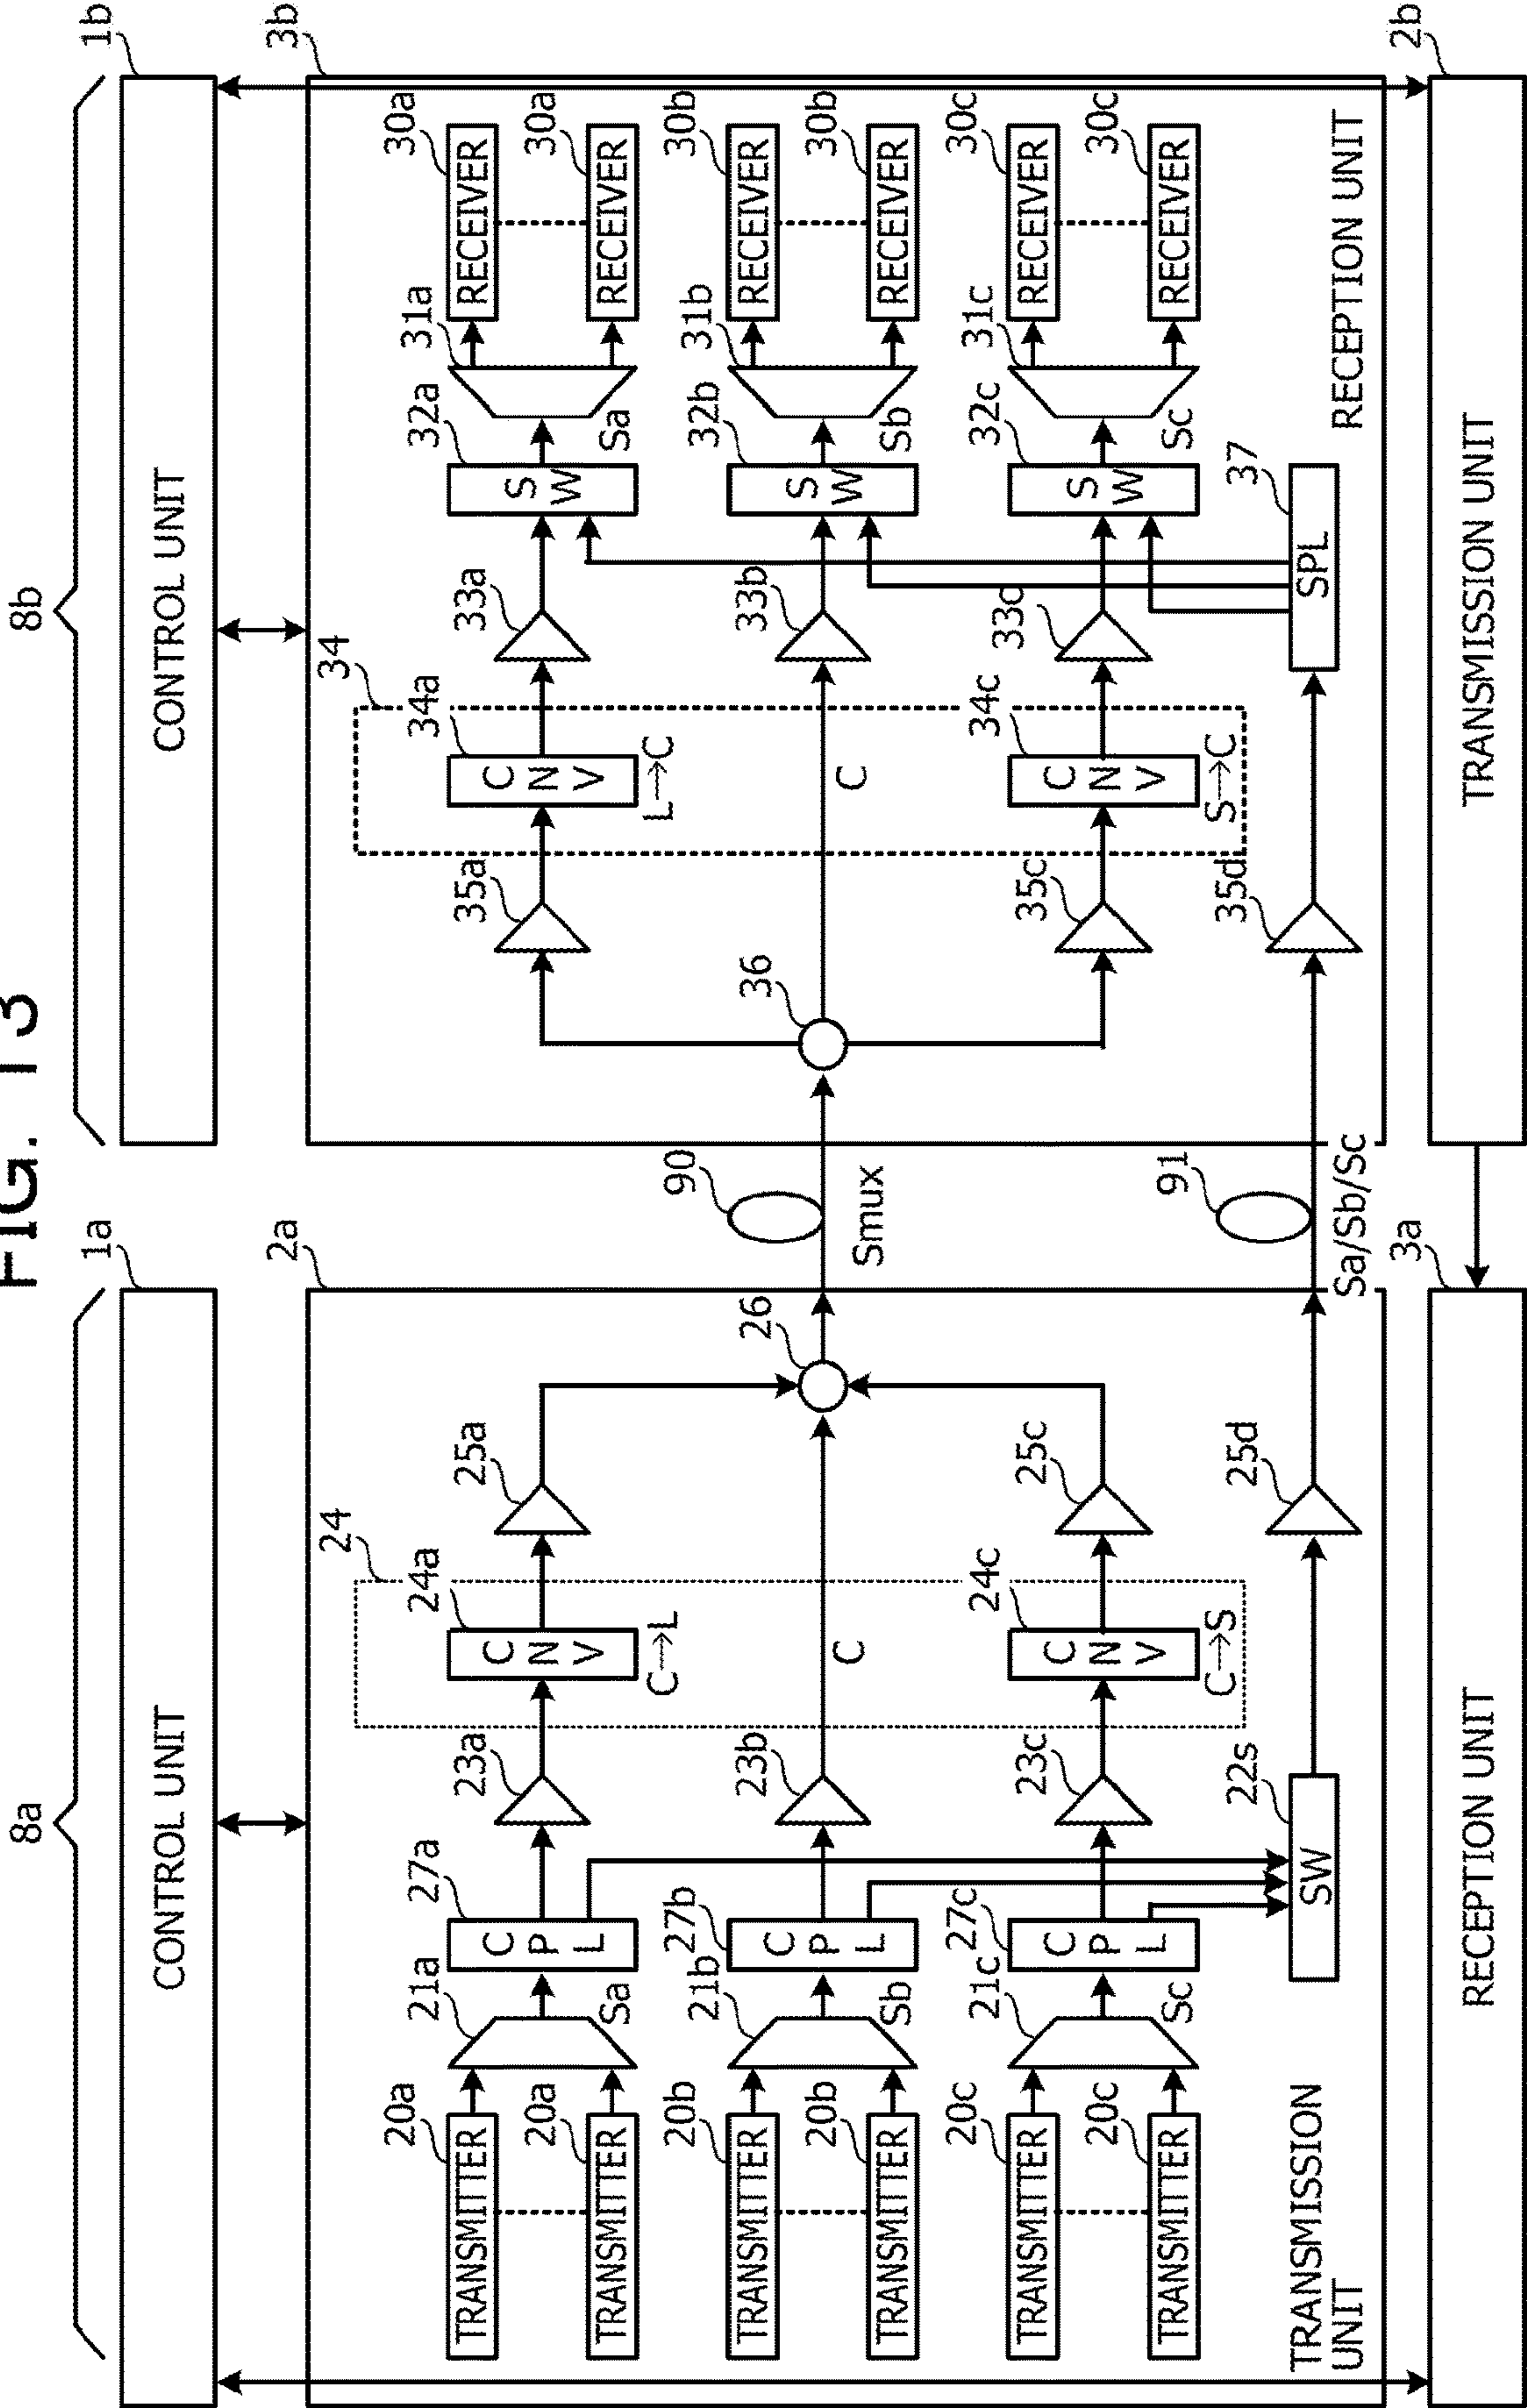 FIG. 13
8a
8b
1a
CONTROL UNIT
1b
CONTROL UNIT
2a
3b
24
34
20a
TRANSMITTER
20a
TRANSMITTER
21a
Sa
27a
CPL
23a
24a
CNV
C→L
25a
35a
34a
CNV
L→C
33a
32a
SW
Sa
31a
30a
RECEIVER
30a
RECEIVER
20b
TRANSMITTER
20b
TRANSMITTER
21b
Sb
27b
CPL
23b
C
26
90
Smux
36
C
33b
32b
SW
Sb
31b
30b
RECEIVER
30b
RECEIVER
20c
TRANSMITTER
20c
TRANSMITTER
21c
Sc
27c
CPL
23c
24c
CNV
C→S
25c
35c
34c
CNV
S→C
33c
32c
SW
Sc
31c
30c
RECEIVER
30c
RECEIVER
TRANSMISSION
UNIT
22s
SW
25d
91
Sa/Sb/Sc
35d
SPL
37
RECEPTION UNIT
RECEPTION UNIT
3a
TRANSMISSION UNIT
2b